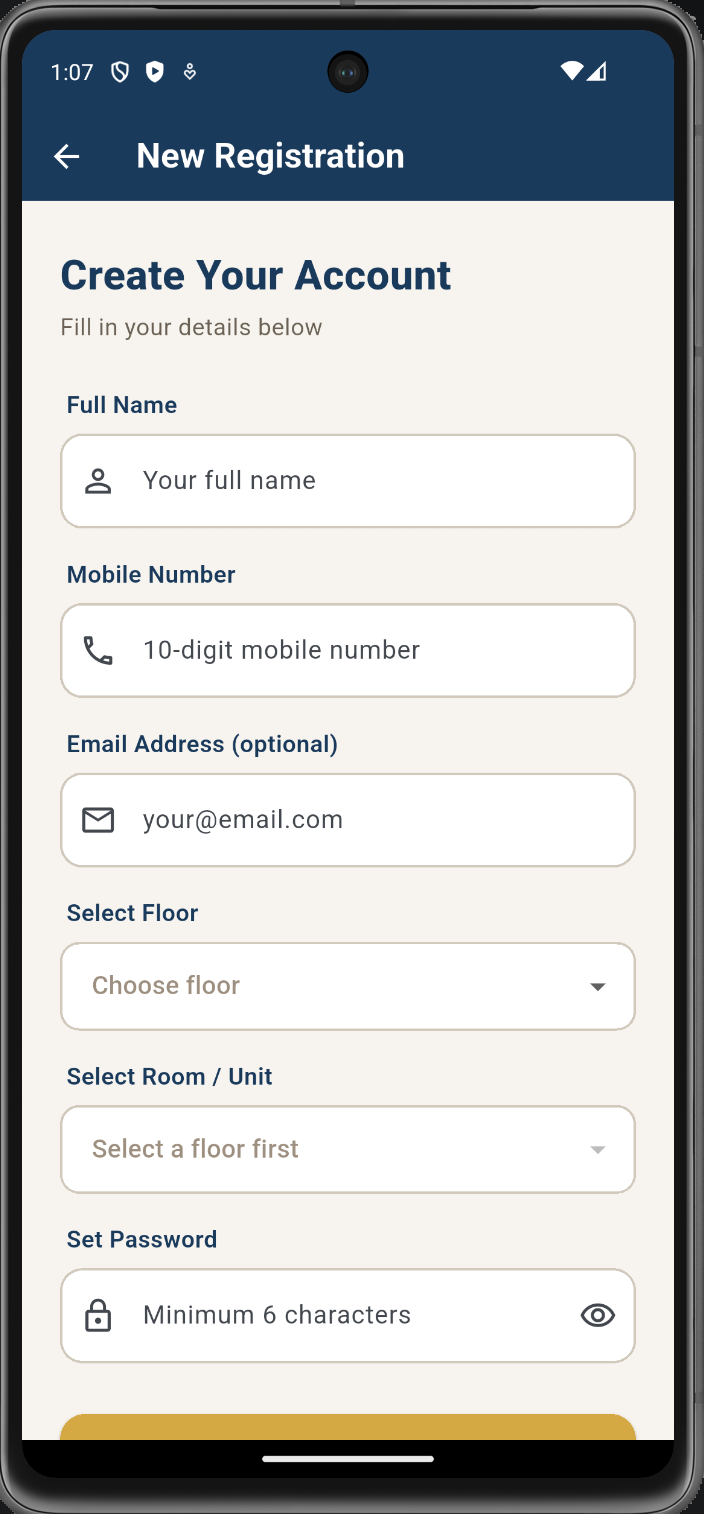 1:07
New Registration
Create Your Account
Fill in your details below
Full Name
Your full name
Mobile Number
10-digit mobile number
Email Address (optional)
your@email.com
Select Floor
Choose floor
Select Room / Unit
Select a floor first
Set Password
Minimum 6 characters